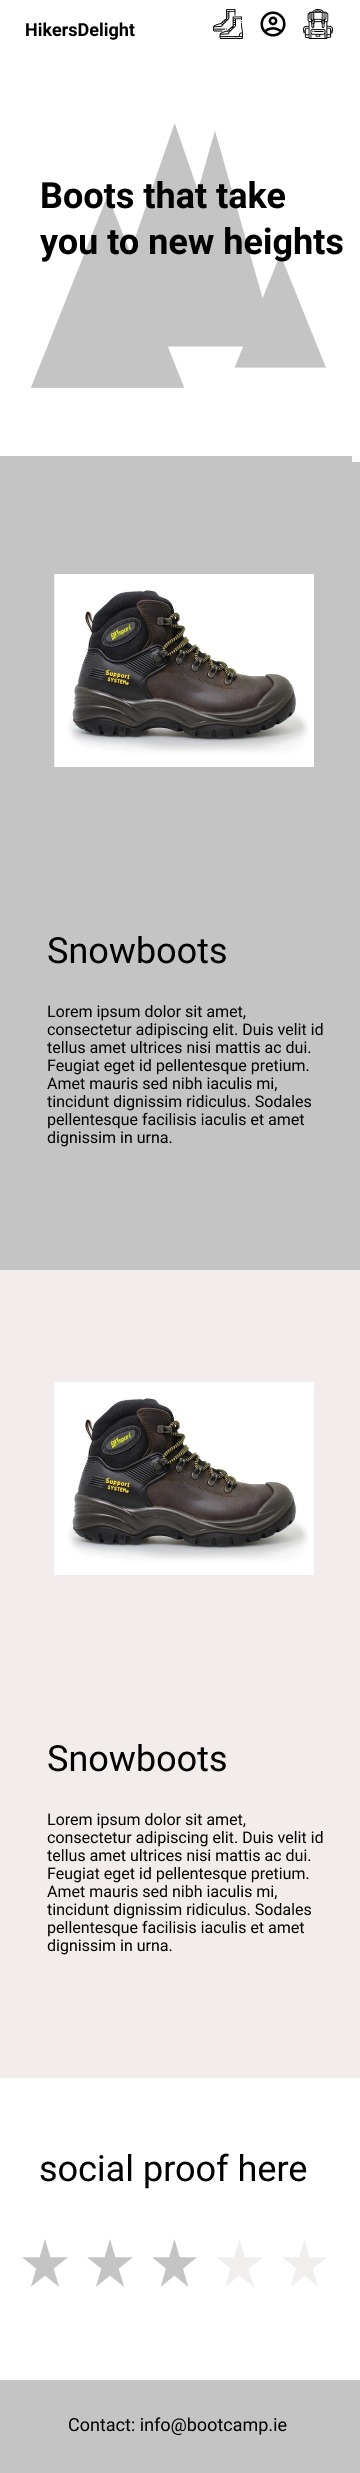 HikersDelight
Boots that take
you to new heights
Support
SYSTEM
Snowboots
Lorem ipsum dolor sit amet,
consectetur adipiscing elit. Duis velit id
tellus amet ultrices nisi mattis ac dui.
Feugiat eget id pellentesque pretium.
Amet mauris sed nibh iaculis mi,
tincidunt dignissim ridiculus. Sodales
pellentesque facilisis iaculis et amet
dignissim in urna.
Support
SYSTEM
Snowboots
Lorem ipsum dolor sit amet,
consectetur adipiscing elit. Duis velit id
tellus amet ultrices nisi mattis ac dui.
Feugiat eget id pellentesque pretium.
Amet mauris sed nibh iaculis mi,
tincidunt dignissim ridiculus. Sodales
pellentesque facilisis iaculis et amet
dignissim in urna.
social proof here
Contact: info@bootcamp.ie